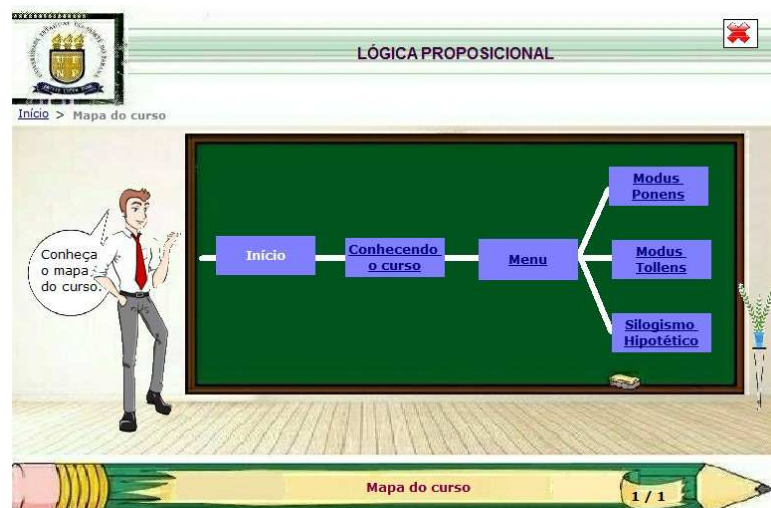 LÓGICA PROPOSICIONAL
UENP
Início > Mapa do curso
Conheça
o mapa
do curso.
Início
Conhecendo
o curso
Menu
Modus
Ponens
Modus
Tollens
Silogismo
Hipotético
Mapa do curso
1 / 1